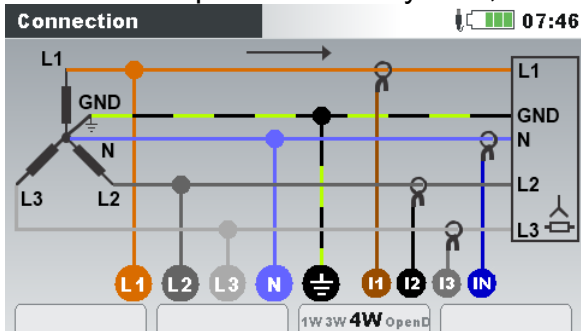 Connection 07:46
L1 L1
GND GND
N N
L3 L2 L2
L3
L1 L2 L3 N I1 I2 I3 IN
1W 3W 4W OpenD